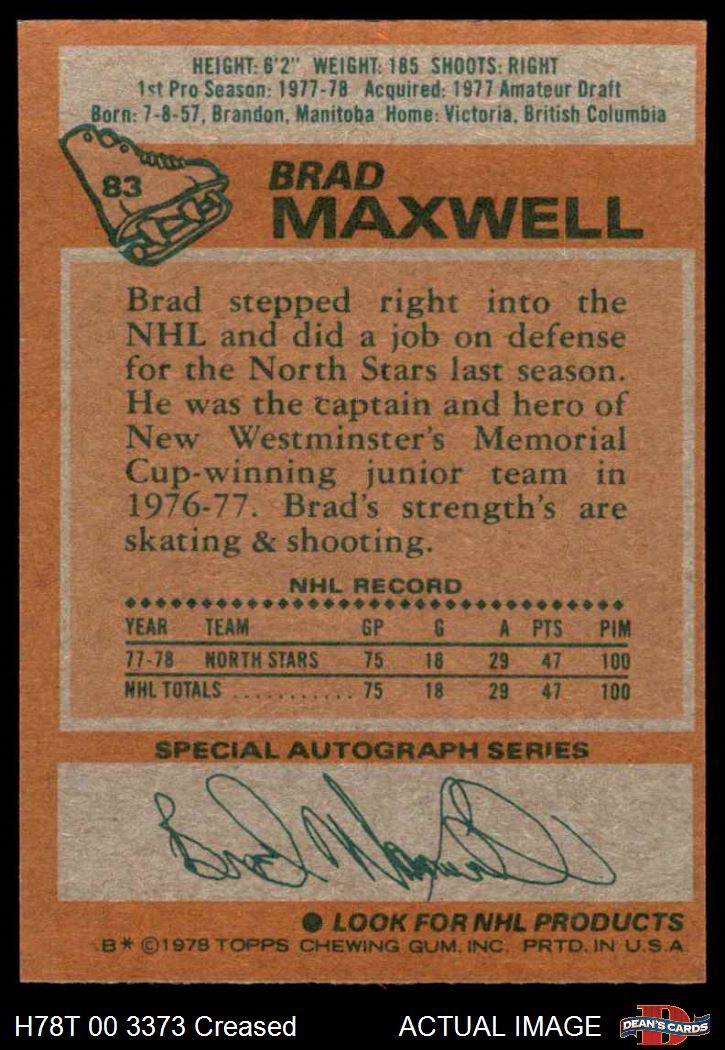 HEIGHT: 6'2" WEIGHT: 185 SHOOTS: RIGHT
1st Pro Season: 1977-78 Acquired: 1977 Amateur Draft
Born: 7-8-57, Brandon, Manitoba Home: Victoria, British Columbia
83
BRAD
MAXWELL
Brad stepped right into the
NHL and did a job on defense
for the North Stars last season.
He was the captain and hero of
New Westminster's Memorial
Cup-winning junior team in
1976-77. Brad's strength's are
skating & shooting.
NHL RECORD
YEAR TEAM GP G A PTS PIM
77-78 NORTH STARS 75 18 29 47 100
NHL TOTALS ........... 75 18 29 47 100
SPECIAL AUTOGRAPH SERIES
Brad Maxwell
● LOOK FOR NHL PRODUCTS
B* ©1978 TOPPS CHEWING GUM, INC. PRTD. IN U.S.A.
H78T 00 3373 Creased ACTUAL IMAGE
D
DEAN'S CARDS